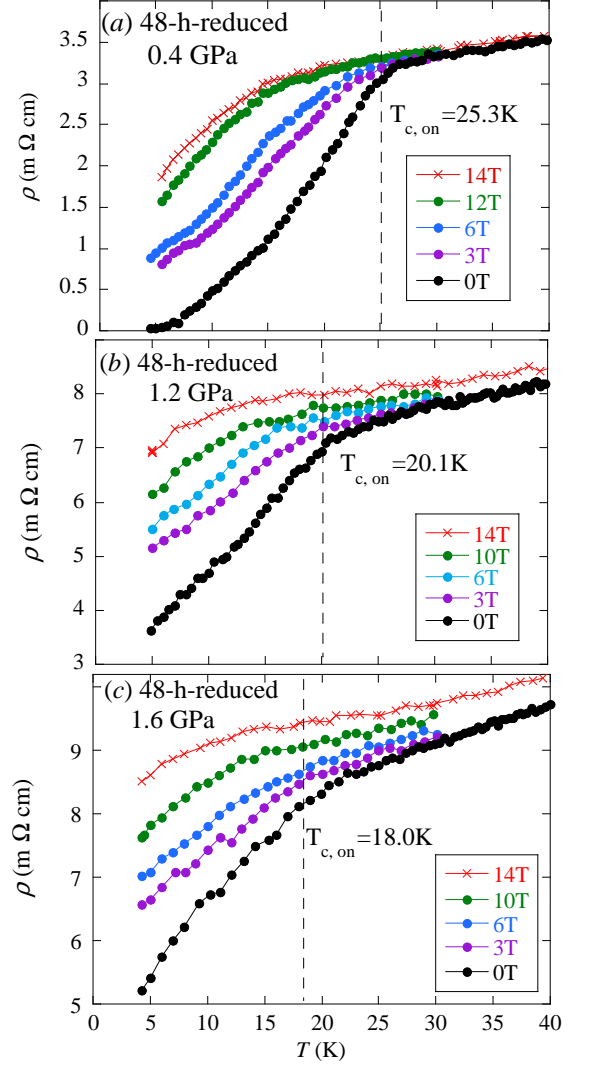 (a) 48-h-reduced
0.4 GPa
3.5
3
2.5
2
1.5
1
0.5
0
ρ (m Ω cm)
T c, on =25.3K
14T
12T
6T
3T
0T
(b) 48-h-reduced
1.2 GPa
8
7
6
5
4
3
ρ (m Ω cm)
T c, on =20.1K
14T
10T
6T
3T
0T
(c) 48-h-reduced
1.6 GPa
9
8
7
6
5
ρ (m Ω cm)
T c, on =18.0K
14T
10T
6T
3T
0T
0 5 10 15 20 25 30 35 40
T (K)